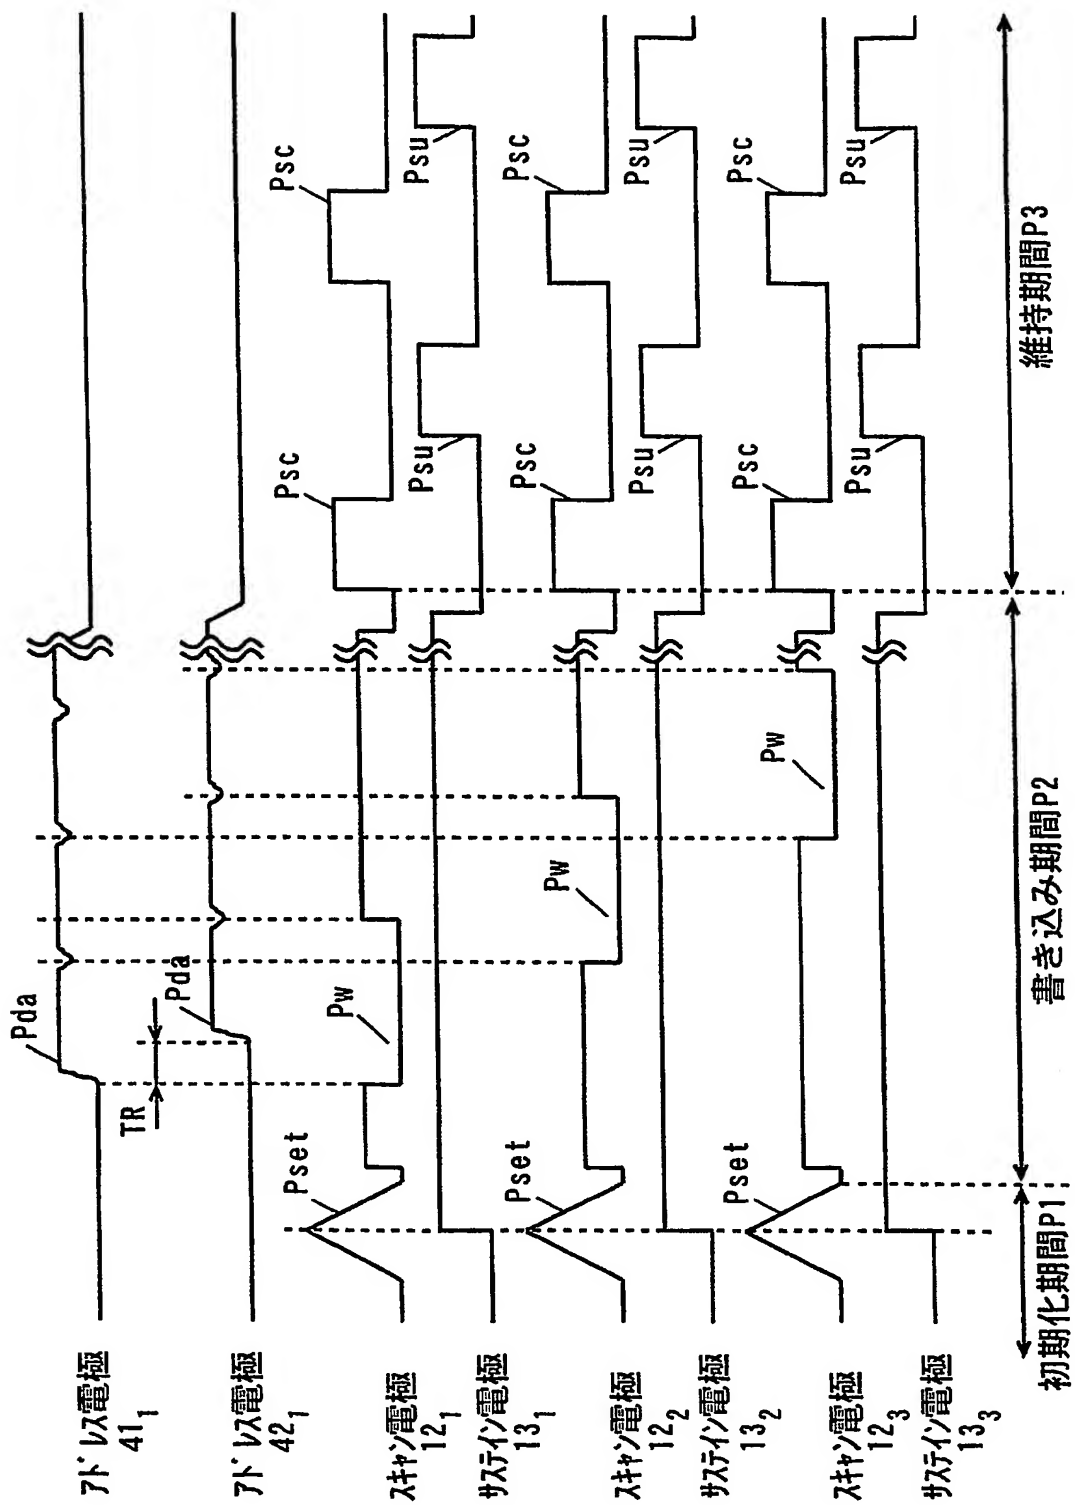 アドレス電極
41₁
アドレス電極
42₁
スキャン電極
12₁
サステイン電極
13₁
スキャン電極
12₂
サステイン電極
13₂
スキャン電極
12₃
サステイン電極
13₃
Pda
TR
Pda
Pset
Pw
Psc
Psc
Psu
Psu
Pset
Pw
Psc
Psc
Psu
Psu
Pset
Pw
Psc
Psc
Psu
Psu
初期化期間P1
書き込み期間P2
維持期間P3